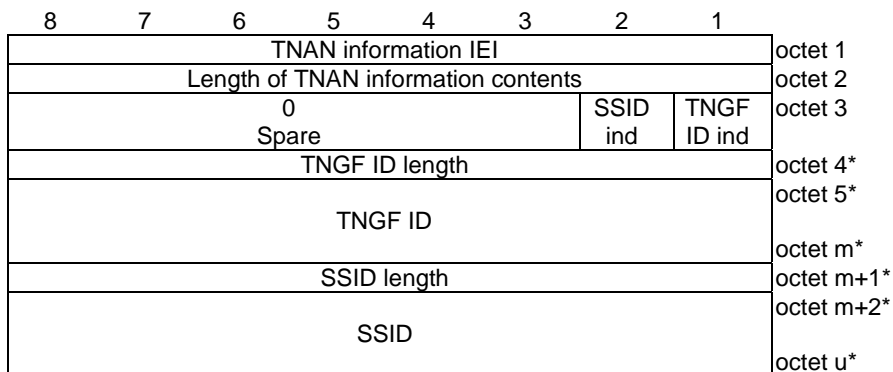 8 7 6 5 4 3 2 1
TNAN information IEI octet 1
Length of TNAN information contents octet 2
0 SSID TNGF octet 3
Spare ind ID ind
TNGF ID length octet 4*
octet 5*
TNGF ID
octet m*
SSID length octet m+1*
octet m+2*
SSID
octet u*